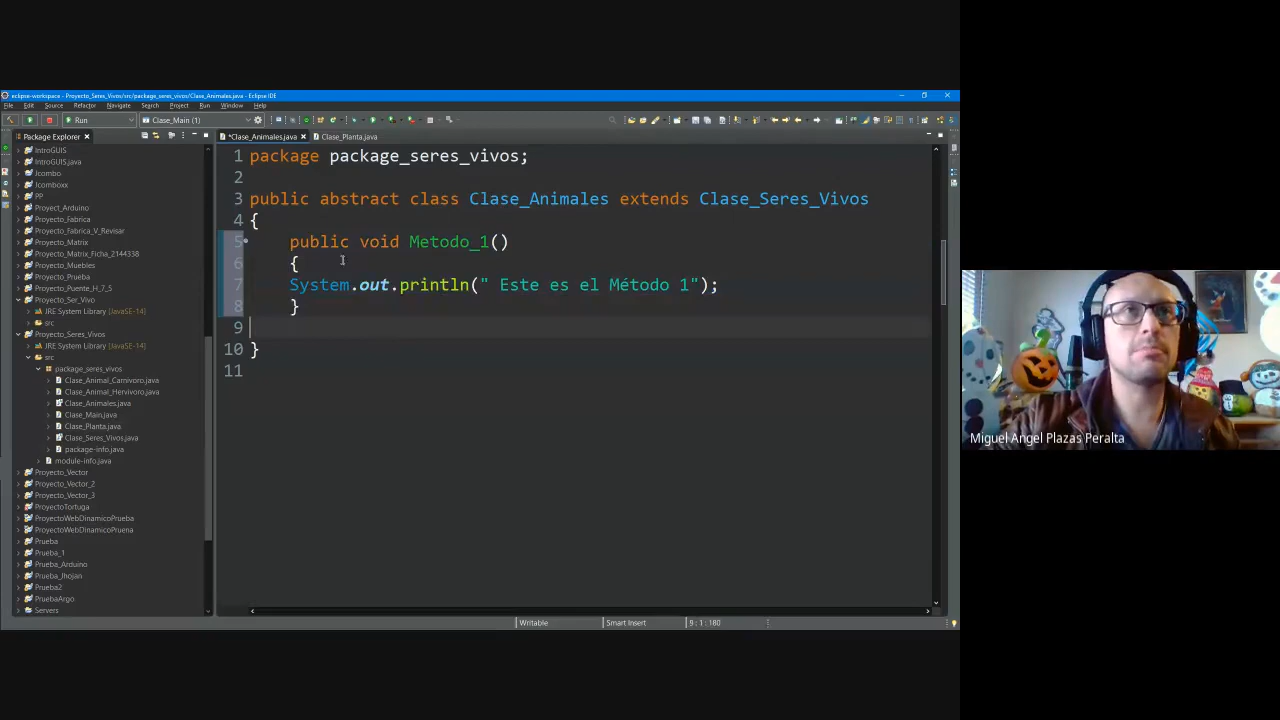 eclipse-workspace - Proyecto_Seres_Vivos/src/package_seres_vivos/Clase_Animales.java - Eclipse IDE
File Edit Source Refactor Navigate Search Project Run Window Help
Run Clase_Main (1)
Package Explorer
*Clase_Animales.java Clase_Planta.java
IntroGUIS
IntroGUIS.java
Jcombo
Jcomboxx
PP
Proyect_Arduino
Proyecto_Fabrica
Proyecto_Fabrica_V_Revisar
Proyecto_Matrix
Proyecto_Matrix_Ficha_2144338
Proyecto_Muebles
Proyecto_Prueba
Proyecto_Puente_H_7_5
Proyecto_Ser_Vivo
JRE System Library [JavaSE-14]
src
Proyecto_Seres_Vivos
JRE System Library [JavaSE-14]
src
package_seres_vivos
Clase_Animal_Carnivoro.java
Clase_Animal_Hervivoro.java
Clase_Animales.java
Clase_Main.java
Clase_Planta.java
Clase_Seres_Vivos.java
package-info.java
module-info.java
Proyecto_Vector
Proyecto_Vector_2
Proyecto_Vector_3
ProyectoTortuga
ProyectoWebDinamicoPrueba
ProyectoWebDinamicoPruena
Prueba
Prueba_1
Prueba_Arduino
Prueba_Jhojan
Prueba2
PruebaArgo
Servers
1 package package_seres_vivos;
2
3 public abstract class Clase_Animales extends Clase_Seres_Vivos
4 {
5 public void Metodo_1()
6 {
7 System.out.println(" Este es el Método 1");
8 }
9
10 }
11
Writable Smart Insert 9 : 1 : 180
Miguel Angel Plazas Peralta